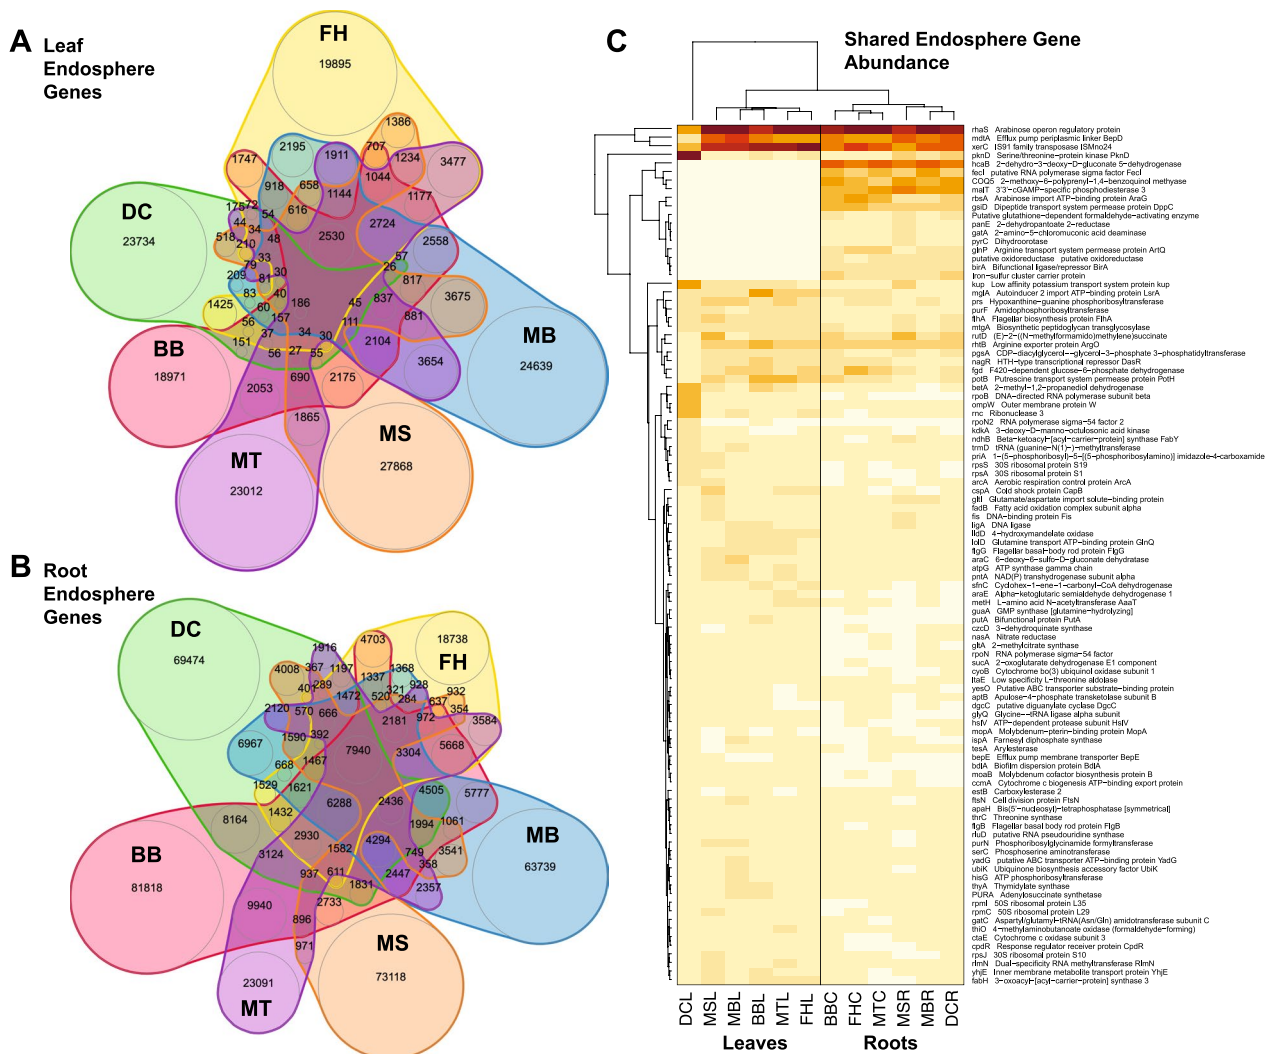 A
Leaf
Endosphere
Genes
FH
19895
1386
2195
1911
707
1234
3477
1747
1044
918
658
1144
1177
DC
23734
175
72
54
616
2724
44
34
48
2530
2558
518
210
57
33
26
79
209
81
30
817
83
40
1425
186
45
837
3675
60
MB
24639
56
157
111
881
37
34
30
151
2104
BB
18971
56
27
55
3654
2053
690
2175
1865
MS
27868
MT
23012
B
Root
Endosphere
Genes
DC
69474
FH
18738
4703
1916
4008
367
1197
1368
1337
928
289
321
932
401
1472
520
284
637
354
2120
570
666
2181
972
3584
1590
392
6967
7940
3304
5668
668
1467
1529
1621
4505
5777
6288
2436
1432
8164
1994
1061
MB
63739
2930
4294
BB
81818
3124
1582
749
3541
358
937
611
2447
1831
2357
9940
2733
896
971
MS
73118
23091
MT
C
Shared Endosphere Gene
Abundance
rhaS Arabinose operon regulatory protein
mdtA Efflux pump periplasmic linker BepD
xerC IS91 family transposase ISMno24
pknD Serine/threonine−protein kinase PknD
hcaB 2−dehydro−3−deoxy−D−gluconate 5−dehydrogenase
fecI putative RNA polymerase sigma factor FecI
COQ5 2−methoxy−6−polyprenyl−1,4−benzoquinol methyase
malT 3'3'−cGAMP−specific phosphodiesterase 3
rbsA Arabinose import ATP−binding protein AraG
gsiD Dipeptide transport system permease protein DppC
Putative glutathione−dependent formaldehyde−activating enzyme
panE 2−dehydropantoate 2−reductase
gatA 2−amino−5−chloromuconic acid deaminase
pyrC Dihydroorotase
glnP Arginine transport system permease protein ArtQ
putative oxidoreductase putative oxidoreductase
birA Bifunctional ligase/repressor BirA
Iron−sulfur cluster carrier protein
kup Low affinity potassium transport system protein kup
mglA Autoinducer 2 import ATP−binding protein LsrA
prs Hypoxanthine−guanine phosphoribosyltransferase
purF Amidophosphoribosyltransferase
flhA Flagellar biosynthesis protein FlhA
mtgA Biosynthetic peptidoglycan transglycosylase
rutD (E)−2−((N−methylformamido)methylene)succinate
rhtB Arginine exporter protein ArgO
pgsA CDP−diacylglycerol−−glycerol−3−phosphate 3−phosphatidyltransferase
nagR HTH−type transcriptional repressor DasR
fgd F420−dependent glucose−6−phosphate dehydrogenase
potB Putrescine transport system permease protein PotH
betA 2−methyl−1,2−propanediol dehydrogenase
rpoB DNA−directed RNA polymerase subunit beta
ompW Outer membrane protein W
rnc Ribonuclease 3
rpoN2 RNA polymerase sigma−54 factor 2
kdkA 3−deoxy−D−manno−octulosonic acid kinase
ndhB Beta−ketoacyl−[acyl−carrier−protein] synthase FabY
trmD tRNA (guanine−N(1)−)−methyltransferase
priA 1−(5−phosphoribosyl)−5−[(5−phosphoribosylamino)] imidazole−4−carboxamide
rpsS 30S ribosomal protein S19
rpsA 30S ribosomal protein S1
arcA Aerobic respiration control protein ArcA
cspA Cold shock protein CapB
gltI Glutamate/aspartate import solute−binding protein
fadB Fatty acid oxidation complex subunit alpha
fis DNA−binding protein Fis
ligA DNA ligase
lldD 4−hydroxymandelate oxidase
lolD Glutamine transport ATP−binding protein GlnQ
flgG Flagellar basal−body rod protein FlgG
araC 6−deoxy−6−sulfo−D−gluconate dehydratase
atpG ATP synthase gamma chain
pntA NAD(P) transhydrogenase subunit alpha
sfnC Cyclohex−1−ene−1−carbonyl−CoA dehydrogenase
araE Alpha−ketoglutaric semialdehyde dehydrogenase 1
metH L−amino acid N−acetyltransferase AaaT
guaA GMP synthase [glutamine−hydrolyzing]
putA Bifunctional protein PutA
czcD 3−dehydroquinate synthase
nasA Nitrate reductase
gltA 2−methylcitrate synthase
rpoN RNA polymerase sigma−54 factor
sucA 2−oxoglutarate dehydrogenase E1 component
cyoB Cytochrome bo(3) ubiquinol oxidase subunit 1
ltaE Low specificity L−threonine aldolase
yesO Putative ABC transporter substrate−binding protein
aptB Apulose−4−phosphate transketolase subunit B
dgcC putative diguanylate cyclase DgcC
glyQ Glycine−−tRNA ligase alpha subunit
hslV ATP−dependent protease subunit HslV
mopA Molybdenum−pterin−binding protein MopA
ispA Farnesyl diphosphate synthase
tesA Arylesterase
bepE Efflux pump membrane transporter BepE
bdlA Biofilm dispersion protein BdlA
moaB Molybdenum cofactor biosynthesis protein B
ccmA Cytochrome c biogenesis ATP−binding export protein
estB Carboxylesterase 2
ftsN Cell division protein FtsN
apaH Bis(5'−nucleosyl)−tetraphosphatase [symmetrical]
thrC Threonine synthase
flgB Flagellar basal body rod protein FlgB
rluD putative RNA pseudouridine synthase
purN Phosphoribosylglycinamide formyltransferase
serC Phosphoserine aminotransferase
yadG putative ABC transporter ATP−binding protein YadG
ubiK Ubiquinone biosynthesis accessory factor UbiK
hisG ATP phosphoribosyltransferase
thyA Thymidylate synthase
PURA Adenylosuccinate synthetase
rpmI 50S ribosomal protein L35
rpmC 50S ribosomal protein L29
gatC Aspartyl/glutamyl−tRNA(Asn/Gln) amidotransferase subunit C
thiO 4−methylaminobutanoate oxidase (formaldehyde−forming)
ctaE Cytochrome c oxidase subunit 3
cpdR Response regulator receiver protein CpdR
rpsJ 30S ribosomal protein S10
rlmN Dual−specificity RNA methyltransferase RlmN
yhjE Inner membrane metabolite transport protein YhjE
fabH 3−oxoacyl−[acyl−carrier−protein] synthase 3
DCL
MSL
MBL
BBL
MTL
FHL
BBC
FHC
MTC
MSR
MBR
DCR
Leaves
Roots